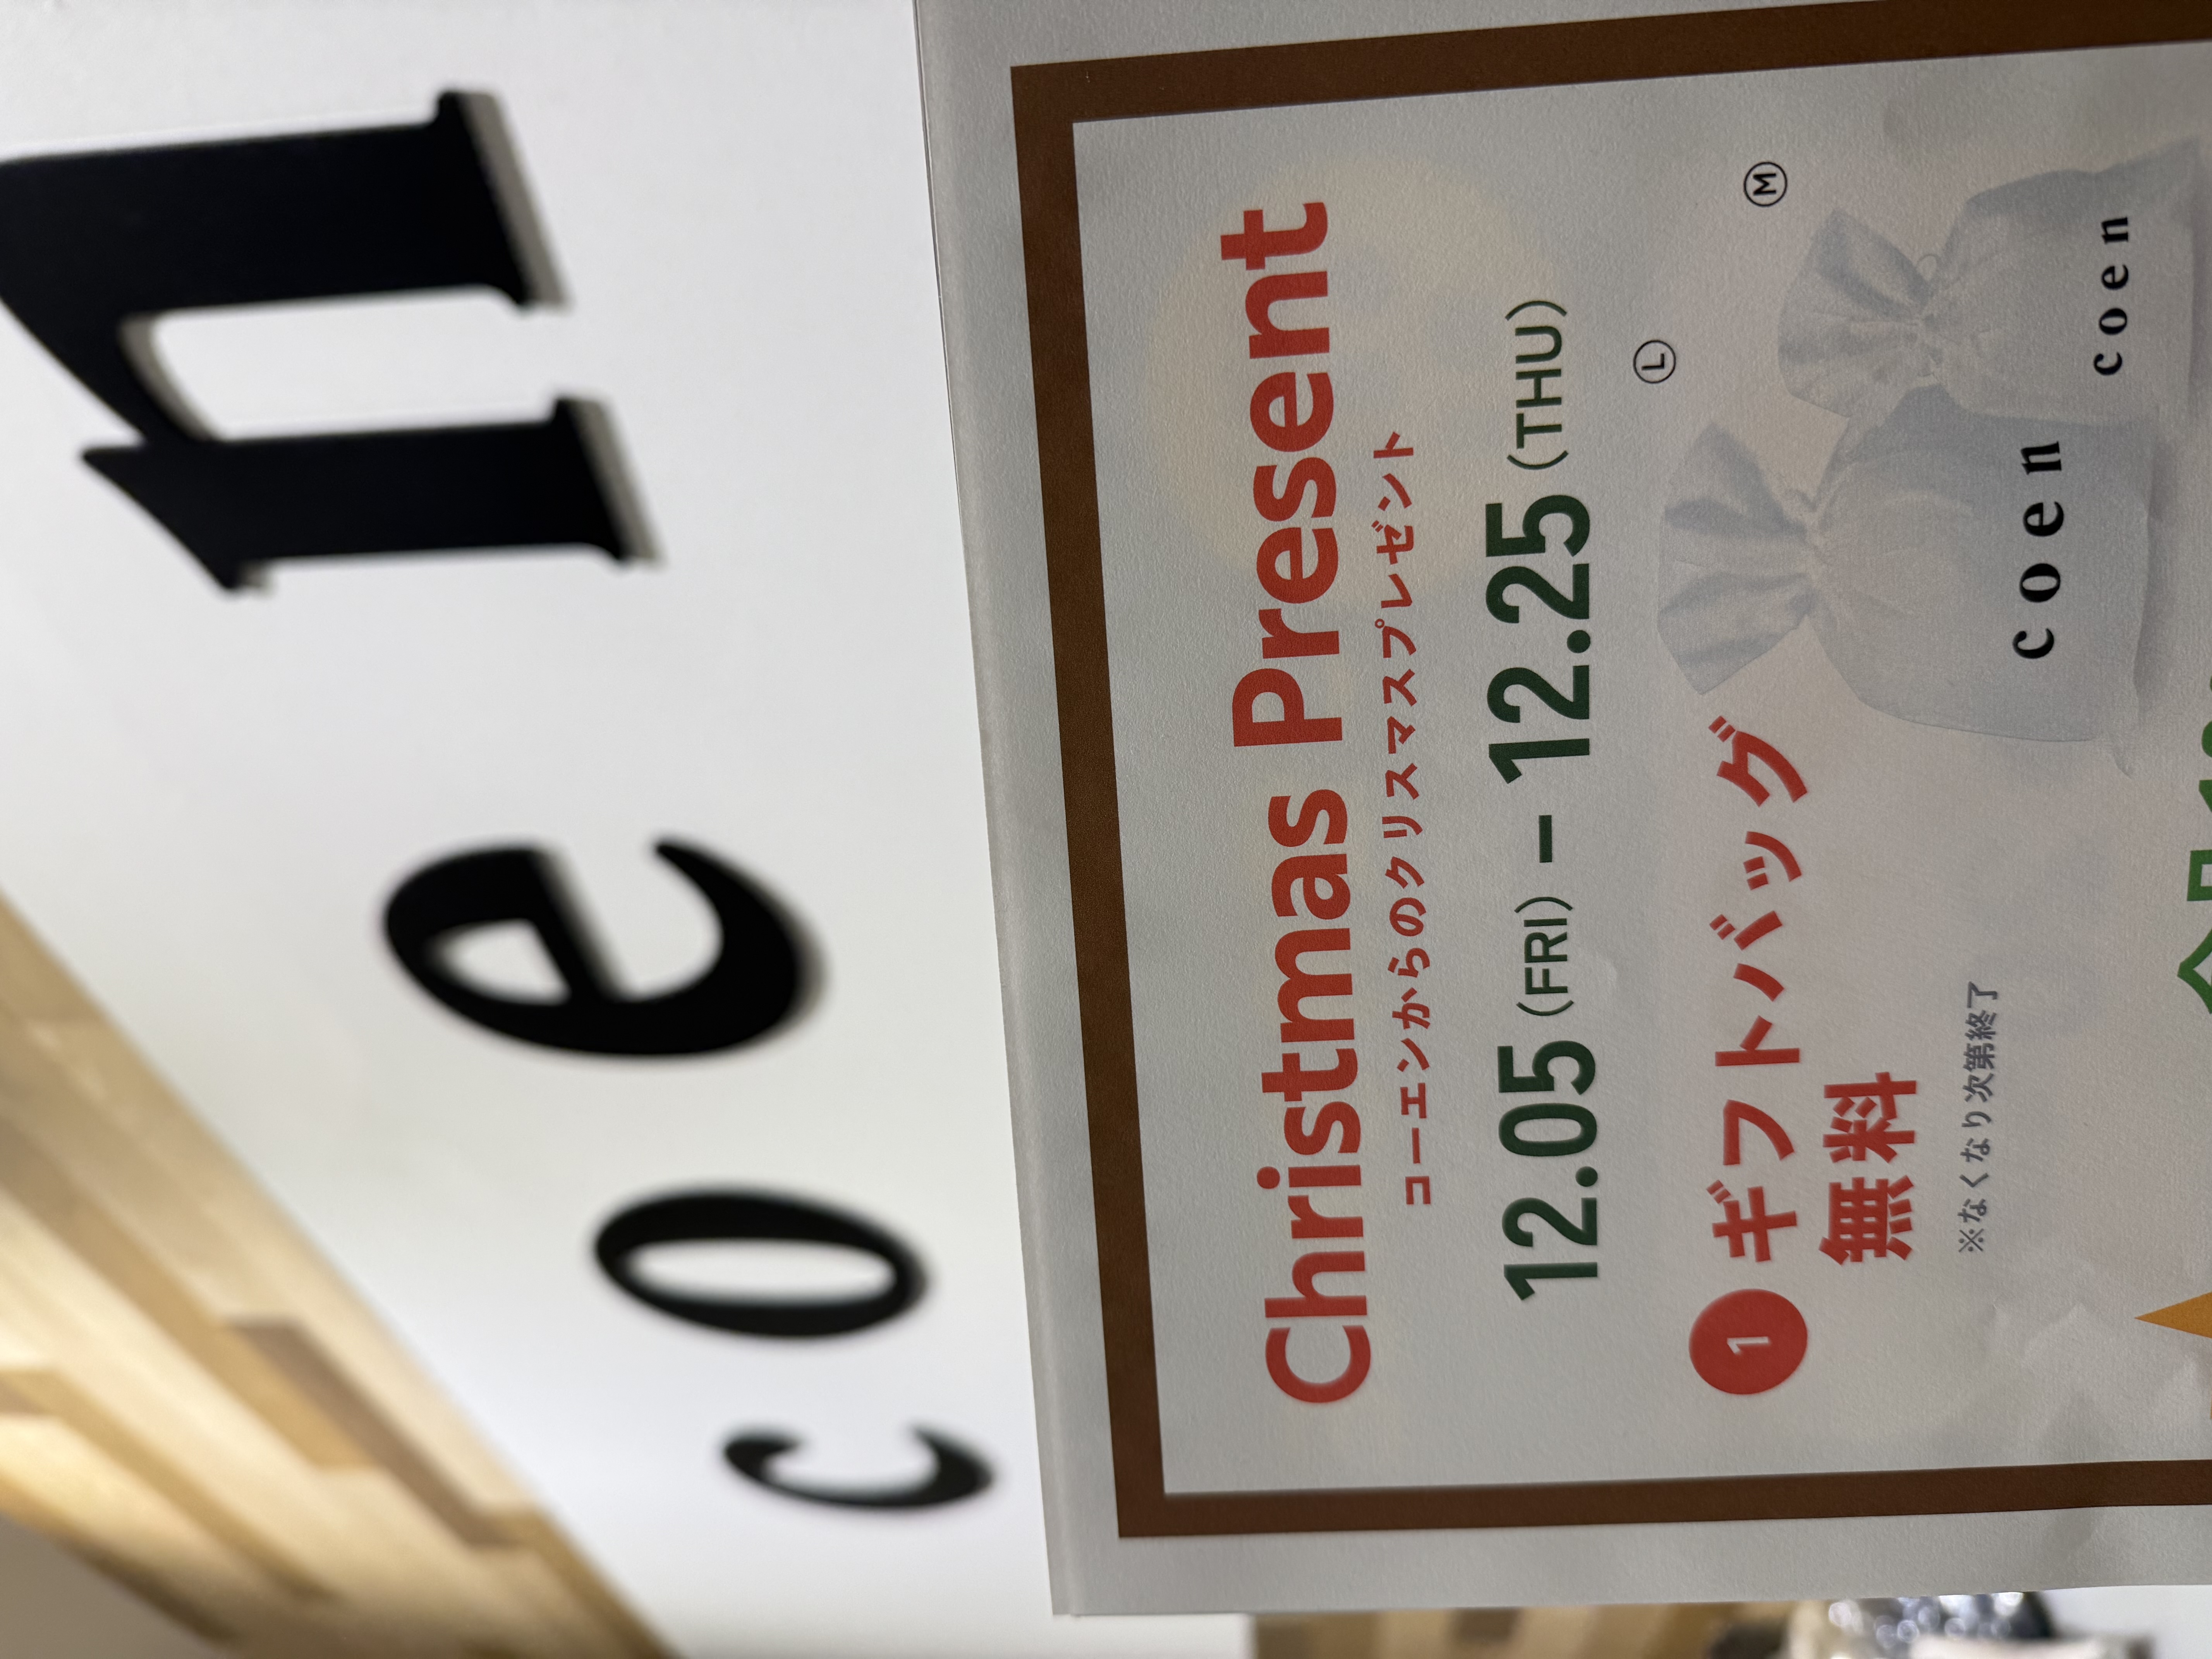 coen
Christmas Present
コーエンからのクリスマスプレゼント
12.05 (FRI) – 12.25 (THU)
1 ギフトバッグ
無料
※なくなり次第終了
Ⓛ
Ⓜ
coen
coen